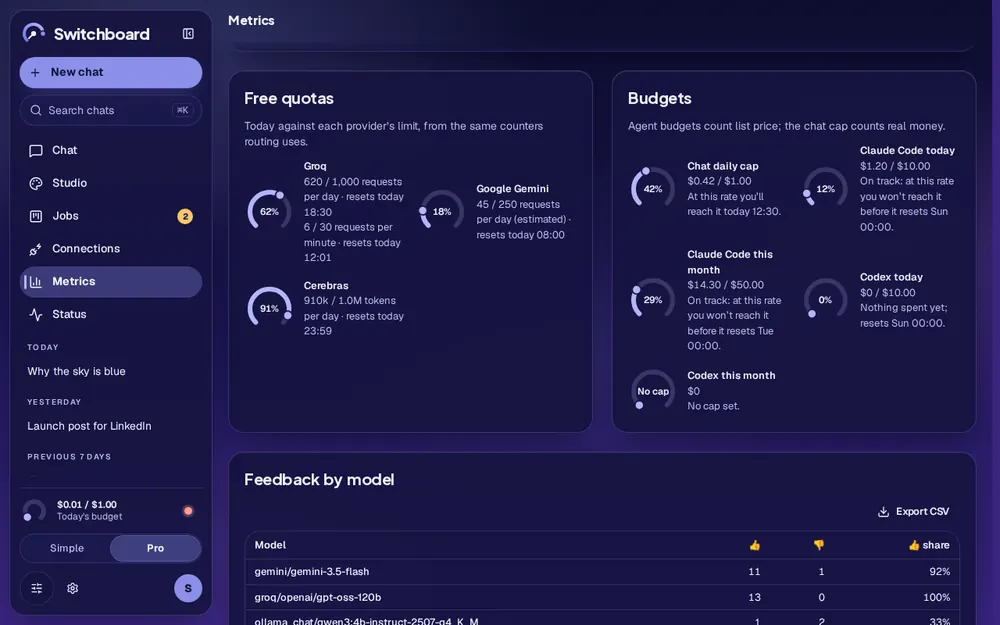 Switchboard
New chat
Search chats
⌘K
Chat
Studio
Jobs
2
Connections
Metrics
Status
TODAY
Why the sky is blue
YESTERDAY
Launch post for LinkedIn
PREVIOUS 7 DAYS
$0.01 / $1.00
Today's budget
Simple
Pro
S
Metrics
Free quotas
Today against each provider's limit, from the same counters
routing uses.
62%
Groq
620 / 1,000 requests
per day · resets today
18:30
6 / 30 requests per
minute · resets today
12:01
18%
Google Gemini
45 / 250 requests
per day (estimated) ·
resets today 08:00
91%
Cerebras
910k / 1.0M tokens
per day · resets today
23:59
Budgets
Agent budgets count list price; the chat cap counts real money.
42%
Chat daily cap
$0.42 / $1.00
At this rate you'll
reach it today 12:30.
12%
Claude Code today
$1.20 / $10.00
On track: at this rate
you won't reach it
before it resets Sun
00:00.
29%
Claude Code this
month
$14.30 / $50.00
On track: at this rate
you won't reach it
before it resets Tue
00:00.
0%
Codex today
$0 / $10.00
Nothing spent yet;
resets Sun 00:00.
No cap
Codex this month
$0
No cap set.
Feedback by model
Export CSV
Model 👍 👎 👍 share
gemini/gemini-3.5-flash 11 1 92%
groq/openai/gpt-oss-120b 13 0 100%
ollama_chat/qwen3:4b-instruct-2507-q4_K_M 1 2 33%